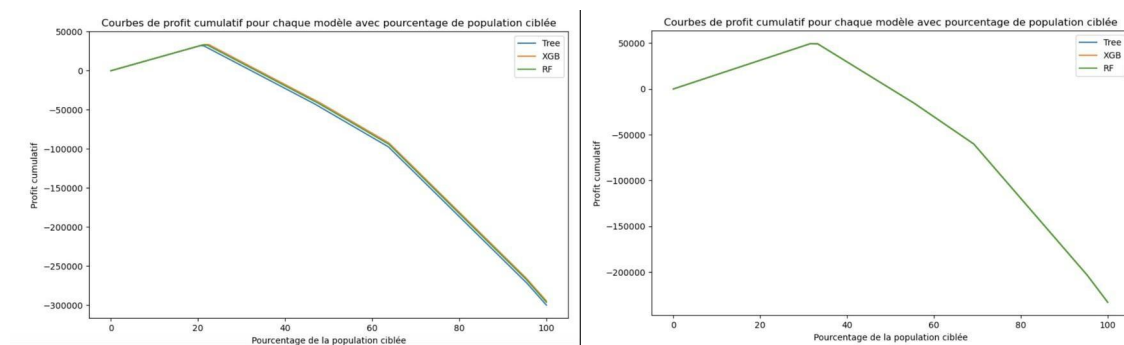 Courbes de profit cumulatif pour chaque modèle avec pourcentage de population ciblée
50000
0
−50000
−100000
−150000
−200000
−250000
−300000
Profit cumulatif
Tree
XGB
RF
0
20
40
60
80
100
Pourcentage de la population ciblée
Courbes de profit cumulatif pour chaque modèle avec pourcentage de population ciblée
50000
0
−50000
−100000
−150000
−200000
Profit cumulatif
Tree
XGB
RF
0
20
40
60
80
100
Pourcentage de la population ciblée